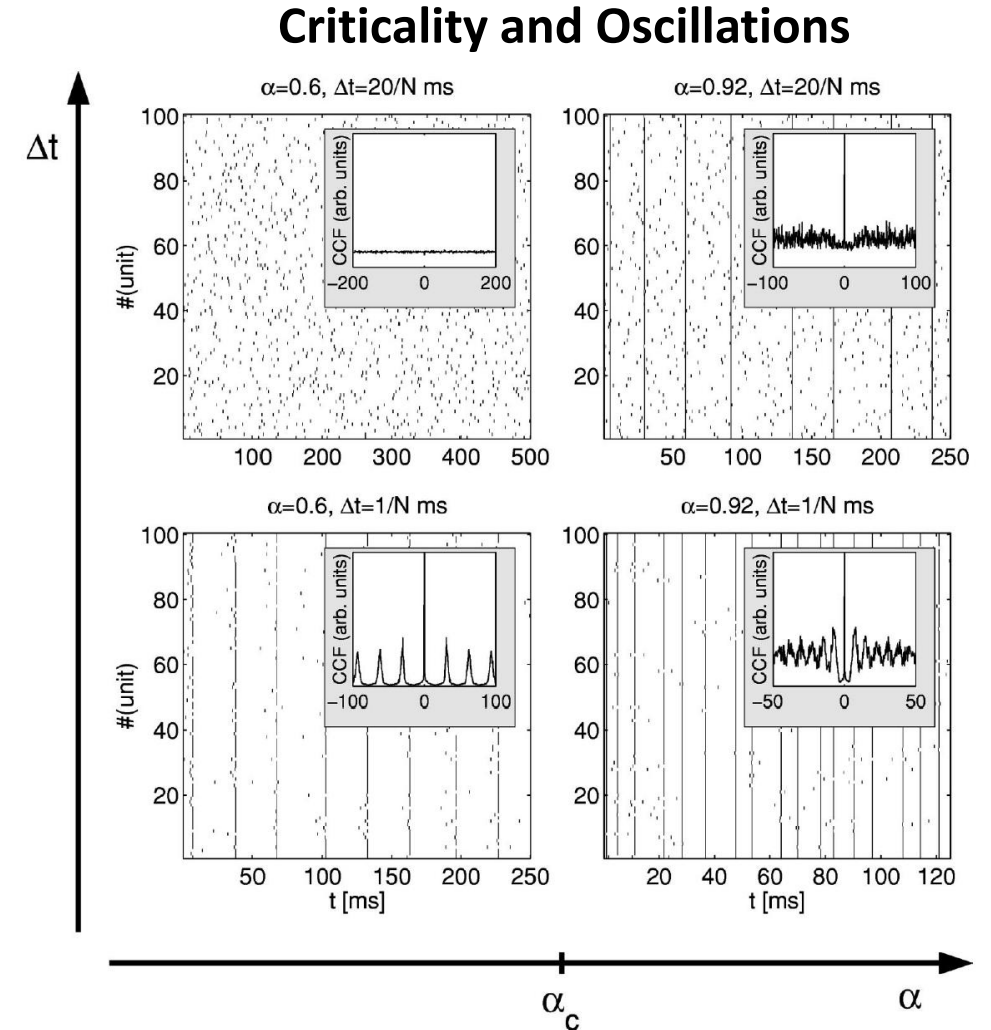 Criticality and Oscillations
Δt
α=0.6, Δt=20/N ms
#(unit)
100
80
60
40
20
100 200 300 400 500
CCF (arb. units)
−200 0 200
α=0.92, Δt=20/N ms
100
80
60
40
20
50 100 150 200 250
CCF (arb. units)
−100 0 100
α=0.6, Δt=1/N ms
#(unit)
100
80
60
40
20
50 100 150 200 250
t [ms]
CCF (arb. units)
−100 0 100
α=0.92, Δt=1/N ms
100
80
60
40
20
20 40 60 80 100 120
t [ms]
CCF (arb. units)
−50 0 50
αc
α